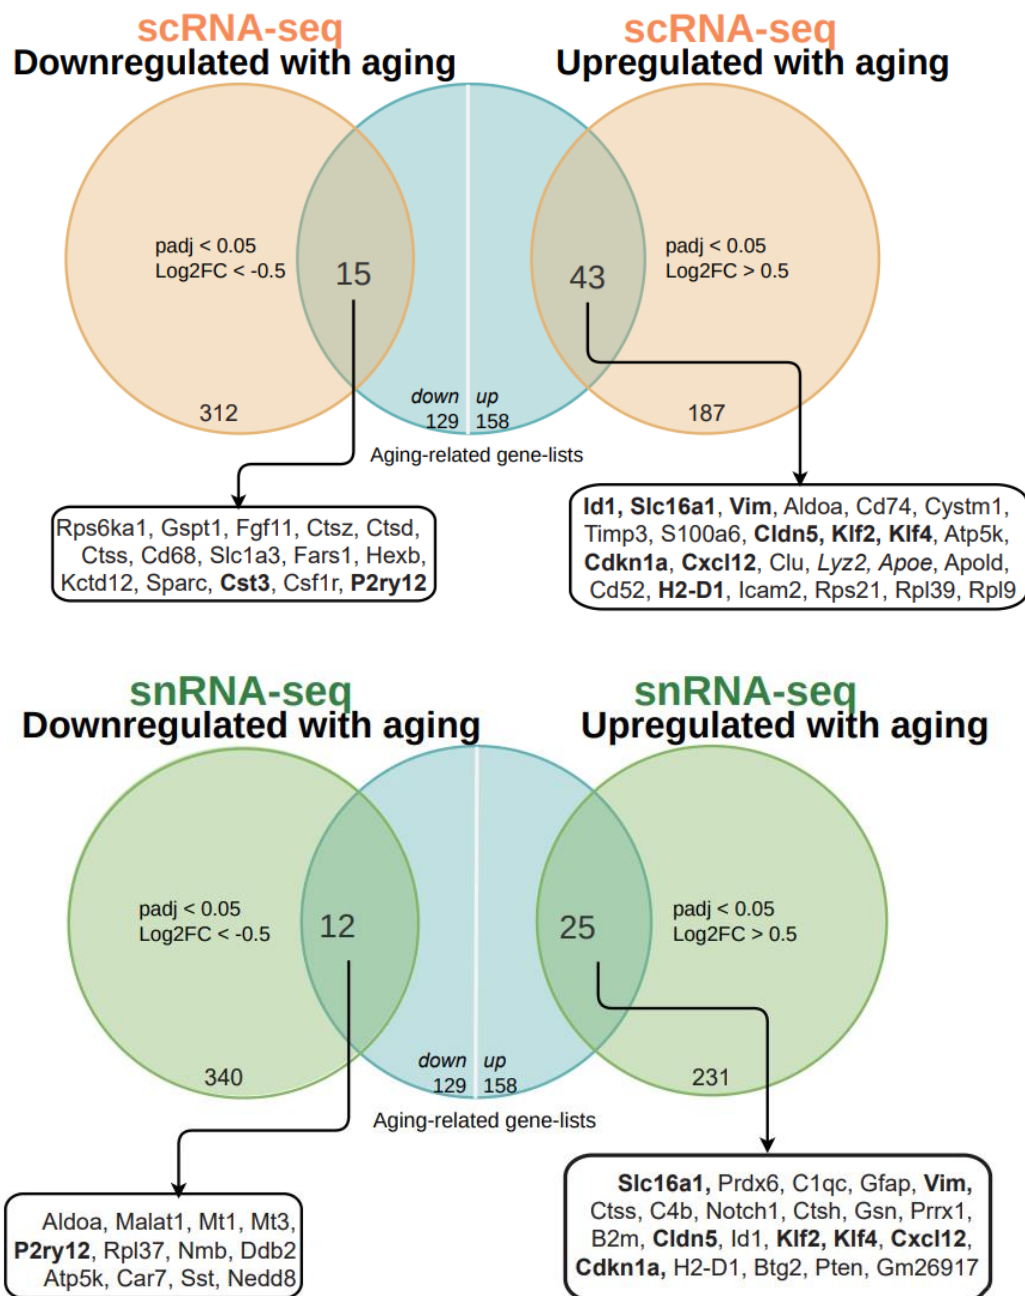 scRNA-seq
Downregulated with aging
scRNA-seq
Upregulated with aging
padj < 0.05
Log2FC < -0.5
15
43
padj < 0.05
Log2FC > 0.5
312
down
129
up
158
187
Aging-related gene-lists
Rps6ka1, Gspt1, Fgf11, Ctsz, Ctsd,
Ctss, Cd68, Slc1a3, Fars1, Hexb,
Kctd12, Sparc, Cst3, Csf1r, P2ry12
Id1, Slc16a1, Vim, Aldoa, Cd74, Cystm1,
Timp3, S100a6, Cldn5, Klf2, Klf4, Atp5k,
Cdkn1a, Cxcl12, Clu, Lyz2, Apoe, Apold,
Cd52, H2-D1, Icam2, Rps21, Rpl39, Rpl9
snRNA-seq
Downregulated with aging
snRNA-seq
Upregulated with aging
padj < 0.05
Log2FC < -0.5
12
25
padj < 0.05
Log2FC > 0.5
340
down
129
up
158
231
Aging-related gene-lists
Aldoa, Malat1, Mt1, Mt3,
P2ry12, Rpl37, Nmb, Ddb2
Atp5k, Car7, Sst, Nedd8
Slc16a1, Prdx6, C1qc, Gfap, Vim,
Ctss, C4b, Notch1, Ctsh, Gsn, Prrx1,
B2m, Cldn5, Id1, Klf2, Klf4, Cxcl12,
Cdkn1a, H2-D1, Btg2, Pten, Gm26917